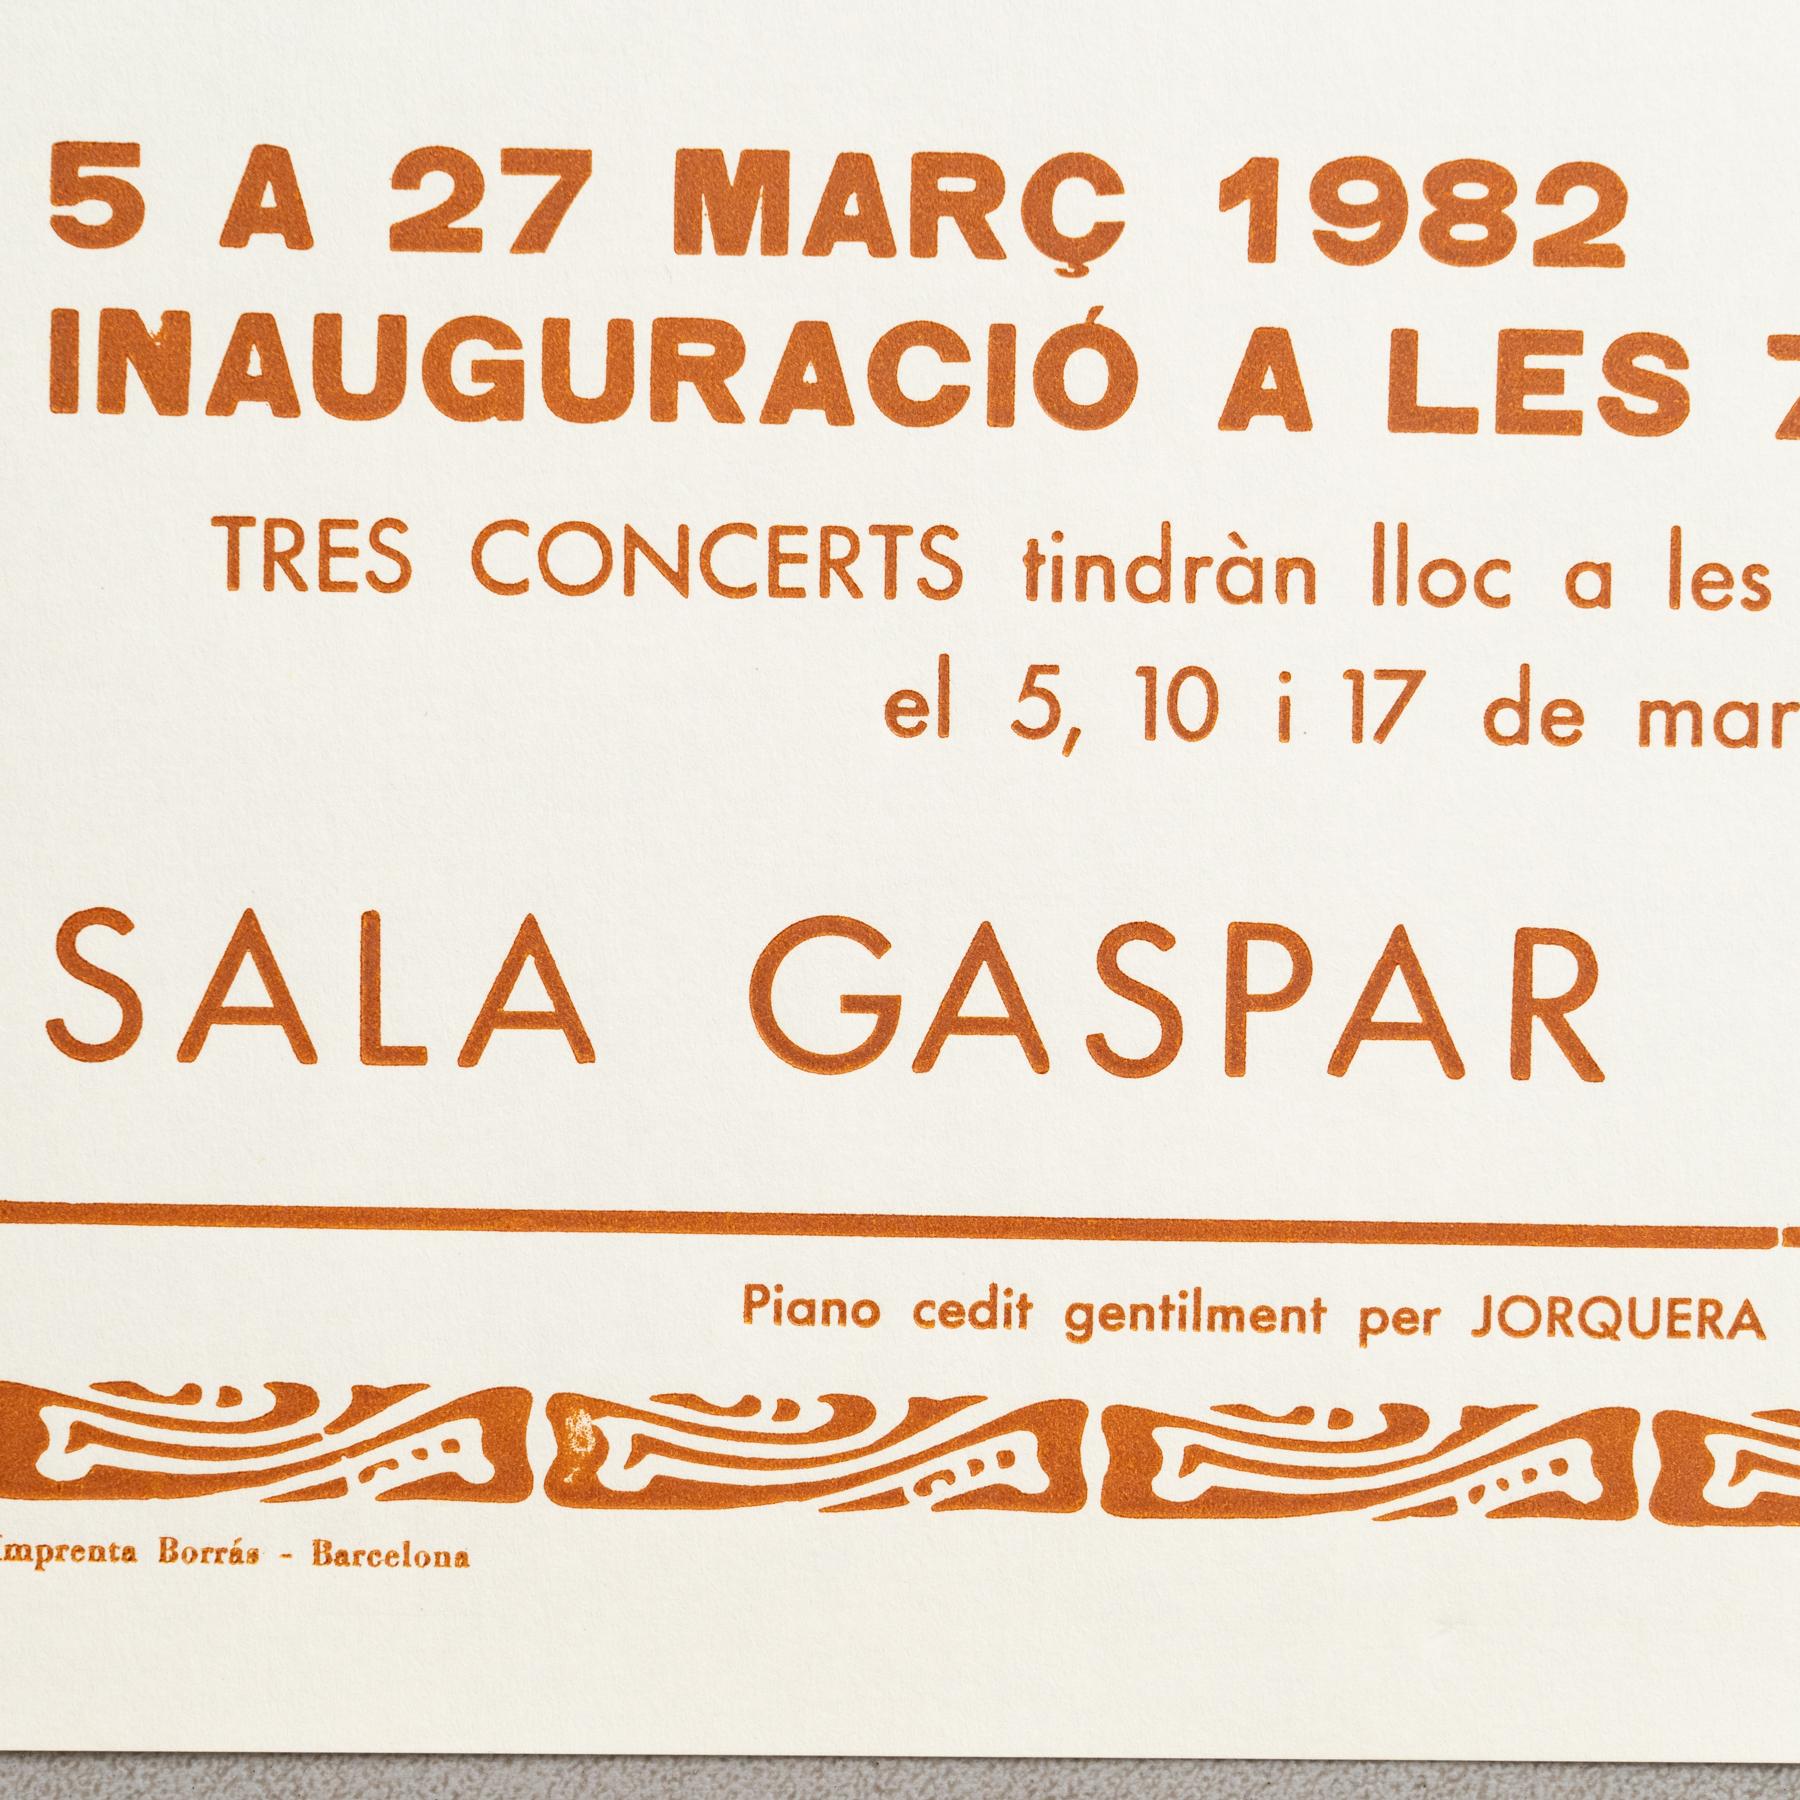 5 A 27 MARÇ 1982
INAUGURACIÓ A LES 7
TRES CONCERTS tindràn lloc a les
el 5, 10 i 17 de mar
SALA GASPAR
Piano cedit gentilment per JORQUERA
Imprenta Borrás - Barcelona